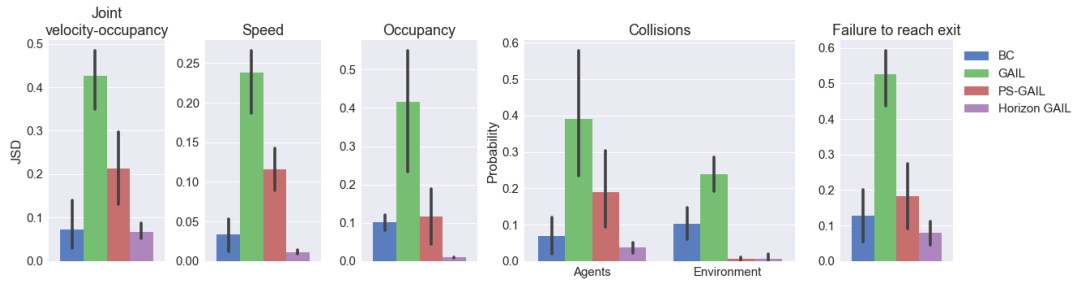 Joint
velocity-occupancy
Speed
Occupancy
Collisions
Failure to reach exit
JSD
0.5
0.4
0.3
0.2
0.1
0.0
0.25
0.20
0.15
0.10
0.05
0.00
0.5
0.4
0.3
0.2
0.1
0.0
Probability
0.6
0.5
0.4
0.3
0.2
0.1
0.0
Agents
Environment
0.6
0.5
0.4
0.3
0.2
0.1
0.0
BC
GAIL
PS-GAIL
Horizon GAIL